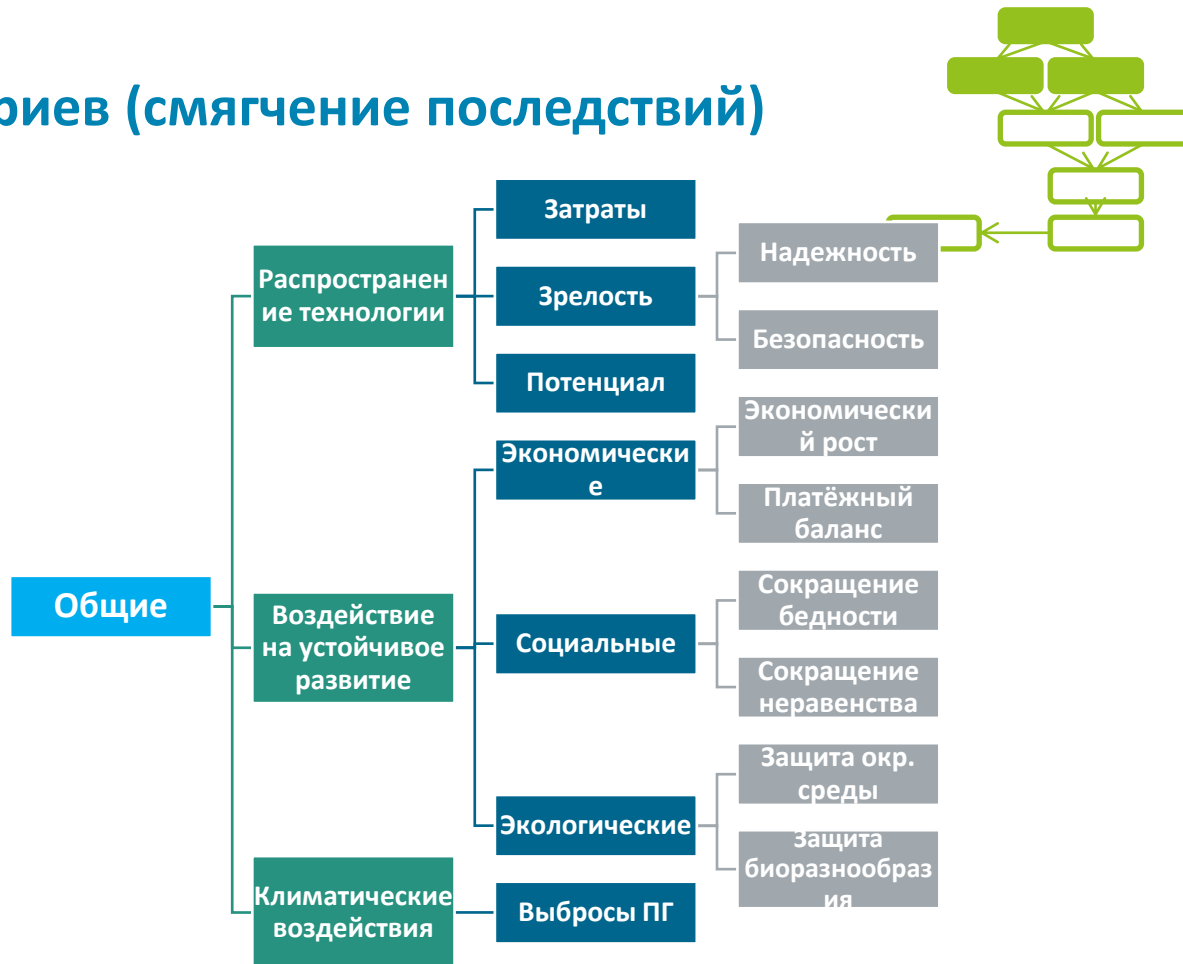 риев (смягчение последствий)
Затраты
Надежность
Распространен
ие технологии
Зрелость
Безопасность
Потенциал
Экономически
й рост
Экономически
е
Платёжный
баланс
Общие
Воздействие
на устойчивое
развитие
Социальные
Сокращение
бедности
Сокращение
неравенства
Защита окр.
среды
Экологические
Защита
биоразнообраз
ия
Климатические
воздействия
Выбросы ПГ